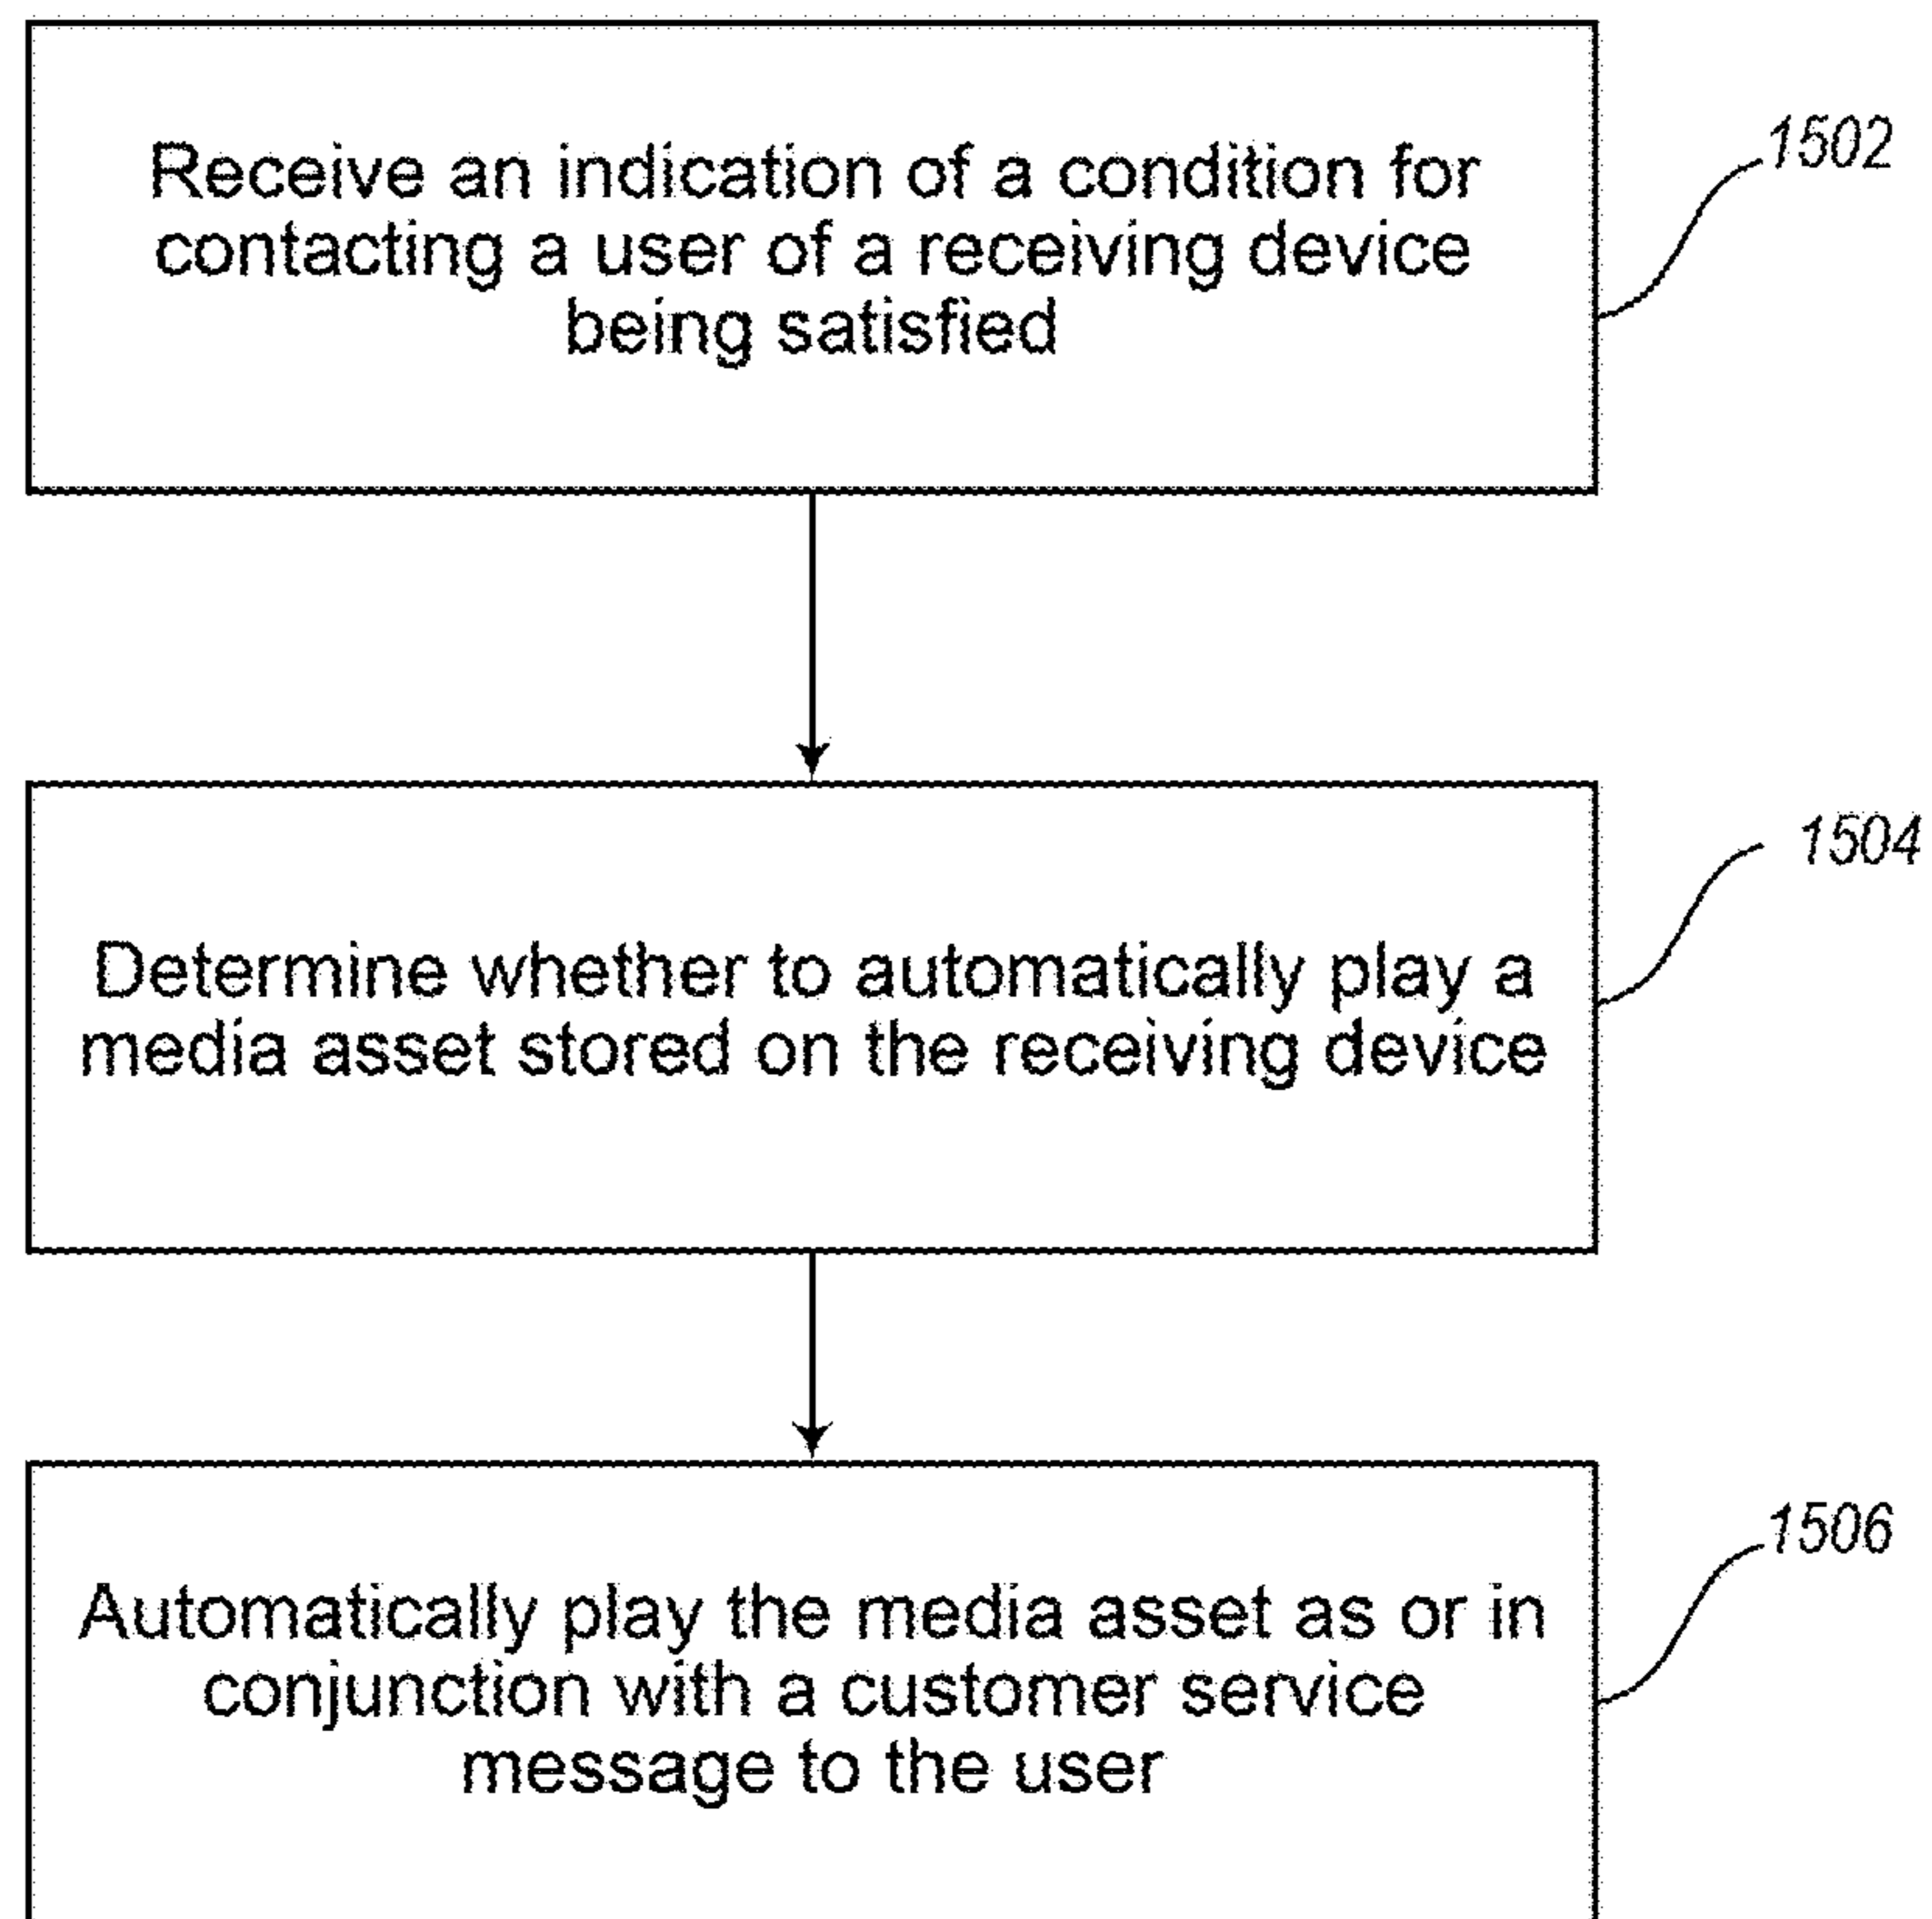 Receive an indication of a condition for
contacting a user of a receiving device
being satisfied
1502
Determine whether to automatically play a
media asset stored on the receiving device
1504
Automatically play the media asset as or in
conjunction with a customer service
message to the user
1506